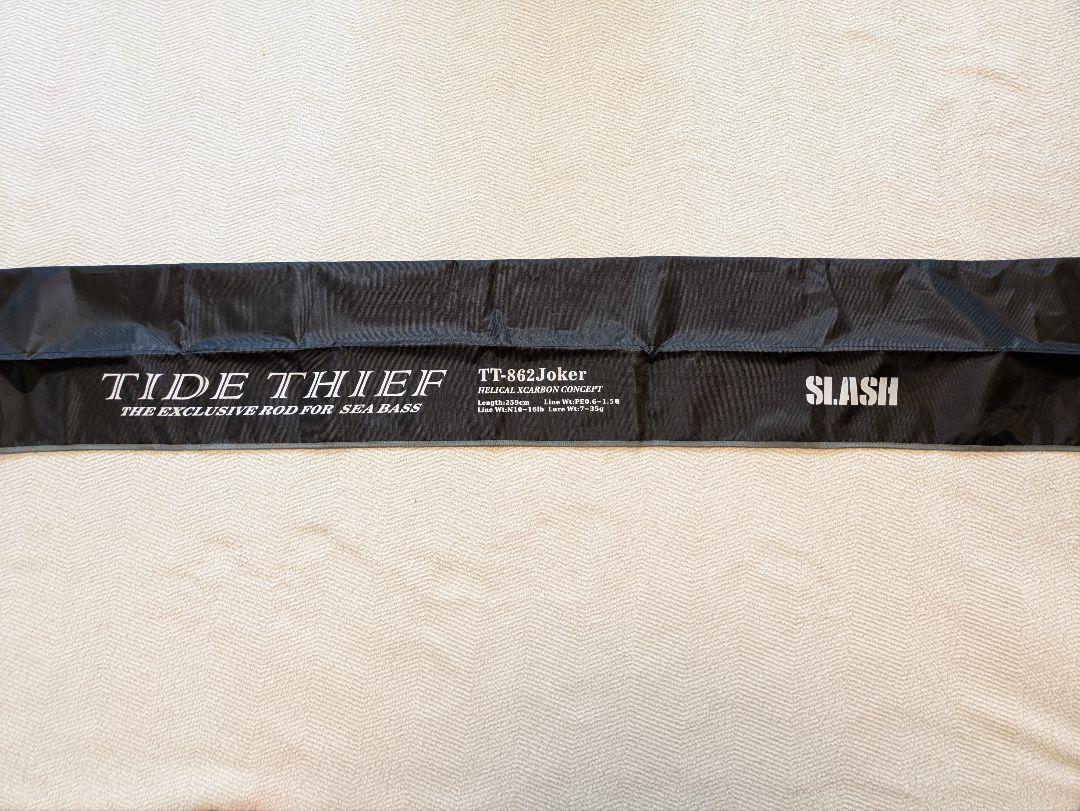 TIDE THIEF
THE EXCLUSIVE ROD FOR SEA BASS
TT-862Joker
HELICAL XCARBON CONCEPT
Length:259cm Line Wt:PE0.6-1.5号
Line Wt:N10-16lb Lure Wt:7-35g
SLASH